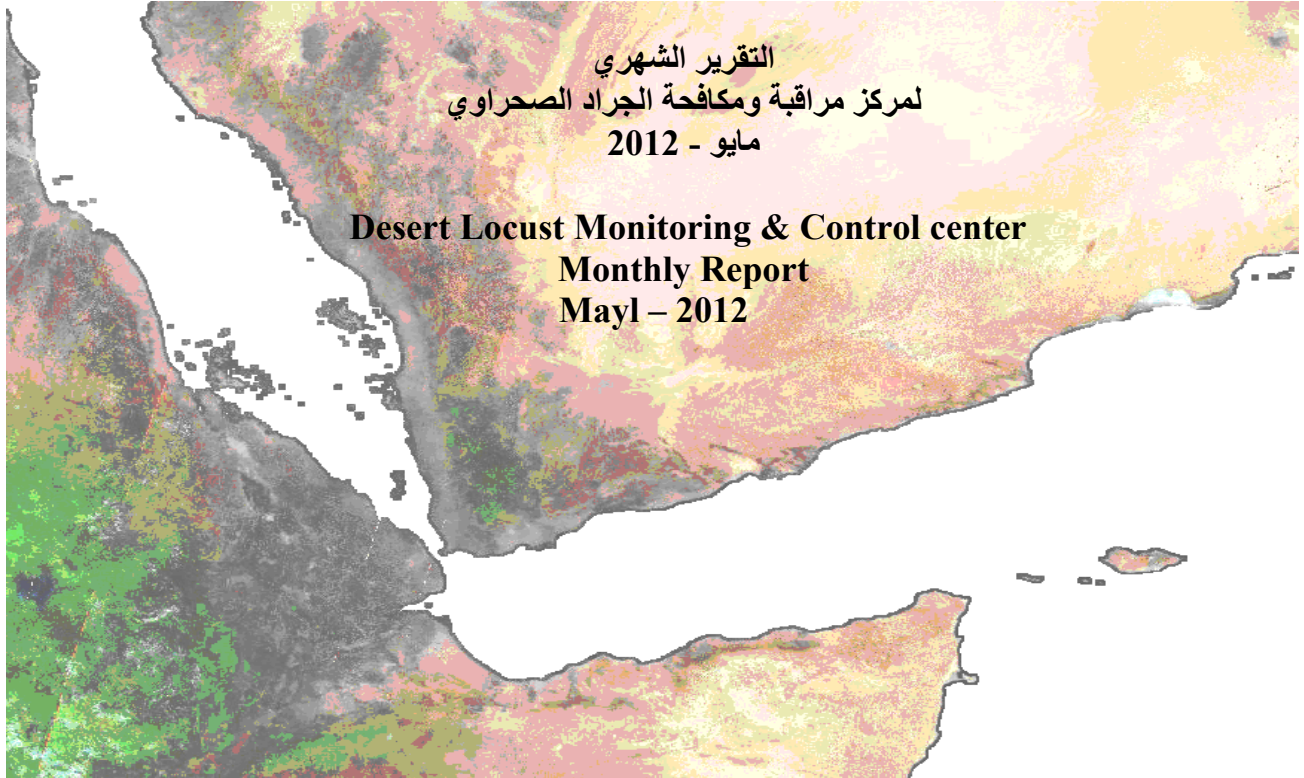 التقرير الشهري
لمركز مراقبة ومكافحة الجراد الصحراوي
مايو - 2012
Desert Locust Monitoring & Control center
Monthly Report
Mayl – 2012